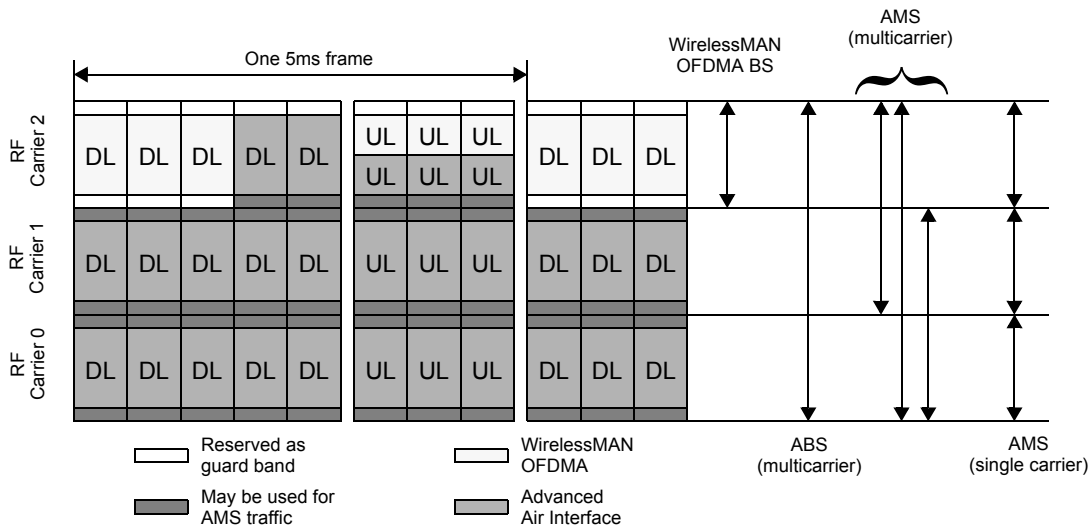 AMS
(multicarrier)
WirelessMAN
OFDMA BS
One 5ms frame
RF
Carrier 2
DL DL DL DL DL UL UL UL DL DL DL
UL UL UL
RF
Carrier 1
DL DL DL DL DL UL UL UL DL DL DL
RF
Carrier 0
DL DL DL DL DL UL UL UL DL DL DL
Reserved as
guard band
WirelessMAN
OFDMA
ABS
(multicarrier)
AMS
(single carrier)
May be used for
AMS traffic
Advanced
Air Interface